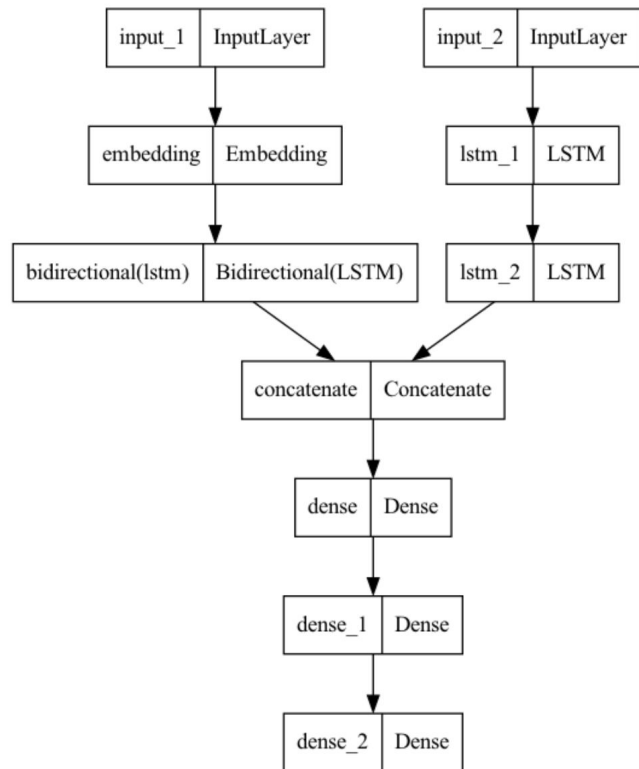 input_1 InputLayer
input_2 InputLayer
embedding Embedding
lstm_1 LSTM
bidirectional(lstm) Bidirectional(LSTM)
lstm_2 LSTM
concatenate Concatenate
dense Dense
dense_1 Dense
dense_2 Dense